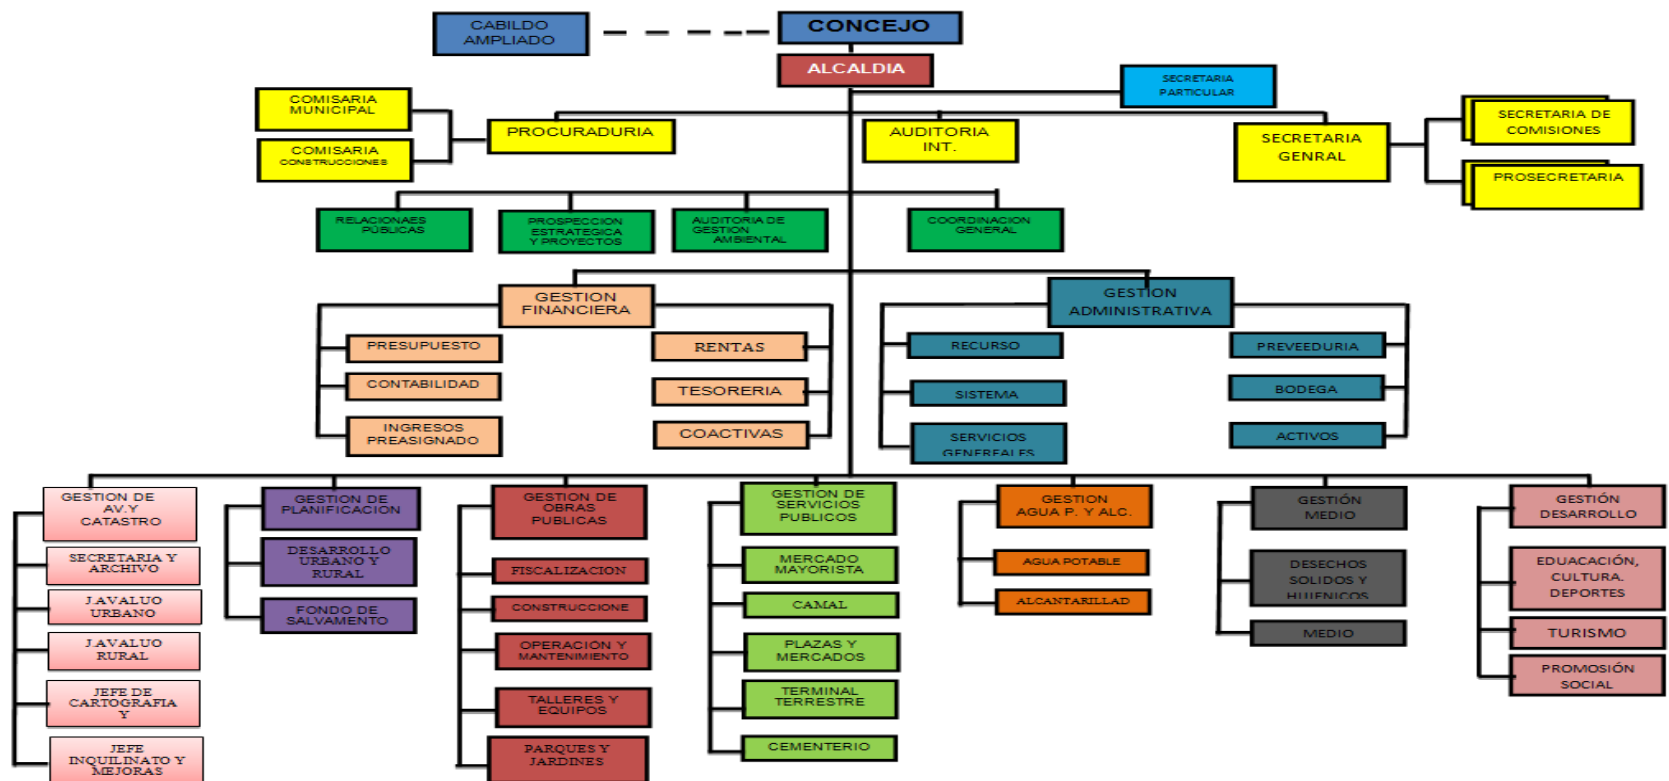 CABILDO
AMPLIADO
CONCEJO
ALCALDIA
SECRETARIA
PARTICULAR
COMISARIA
MUNICIPAL
COMISARIA
CONSTRUCCIONES
PROCURADURIA
AUDITORIA
INT.
SECRETARIA
GENRAL
SECRETARIA DE
COMISIONES
PROSECRETARIA
RELACIONAES
PÚBLICAS
PROSPECCION
ESTRATEGICA
Y PROYECTOS
AUDITORIA DE
GESTION
AMBIENTAL
COORDINACION
GENERAL
GESTION
FINANCIERA
PRESUPUESTO
CONTABILIDAD
INGRESOS
PREASIGNADO
RENTAS
TESORERIA
COACTIVAS
GESTION
ADMINISTRATIVA
RECURSO
SISTEMA
SERVICIOS
GENEREALES
PREVEEDURIA
BODEGA
ACTIVOS
GESTION DE
AV.Y
CATASTRO
SECRETARIA Y
ARCHIVO
J.AVALUO
URBANO
J.AVALUO
RURAL
JEFE DE
CARTOGRAFIA
Y
JEFE
INQUILINATO Y
MEJORAS
GESTION DE
PLANIFICACIÓN
DESARROLLO
URBANO Y
RURAL
FONDO DE
SALVAMENTO
GESTION DE
OBRAS
PUBLICAS
FISCALIZACION
CONSTRUCCIONE
OPERACIÓN Y
MANTENIMIENTO
TALLERES Y
EQUIPOS
PARQUES Y
JARDINES
GESTION DE
SERVICIOS
PUBLICOS
MERCADO
MAYORISTA
CAMAL
PLAZAS Y
MERCADOS
TERMINAL
TERRESTRE
CEMENTERIO
GESTION
AGUA P. Y ALC.
AGUA POTABLE
ALCANTARILLAD
GESTIÓN
MEDIO
DESECHOS
SOLIDOS Y
HIJIENICOS
MEDIO
GESTIÓN
DESARROLLO
EDUACACIÓN,
CULTURA.
DEPORTES
TURISMO
PROMOSIÓN
SOCIAL